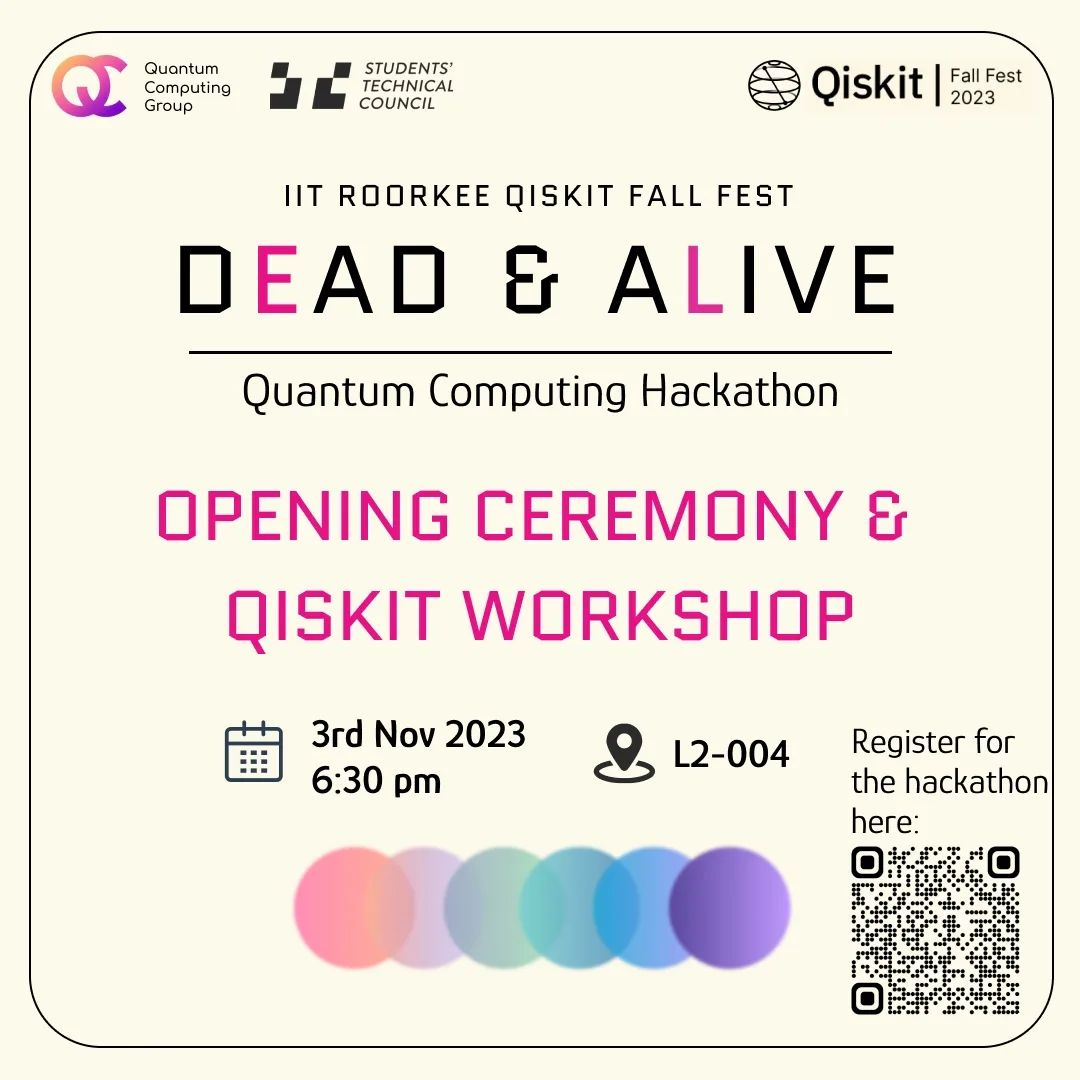 Quantum
Computing
Group
STUDENTS'
TECHNICAL
COUNCIL
Qiskit | Fall Fest
2023
IIT ROORKEE QISKIT FALL FEST
DEAD & ALIVE
Quantum Computing Hackathon
OPENING CEREMONY &
QISKIT WORKSHOP
3rd Nov 2023
6:30 pm
L2-004
Register for
the hackathon
here: